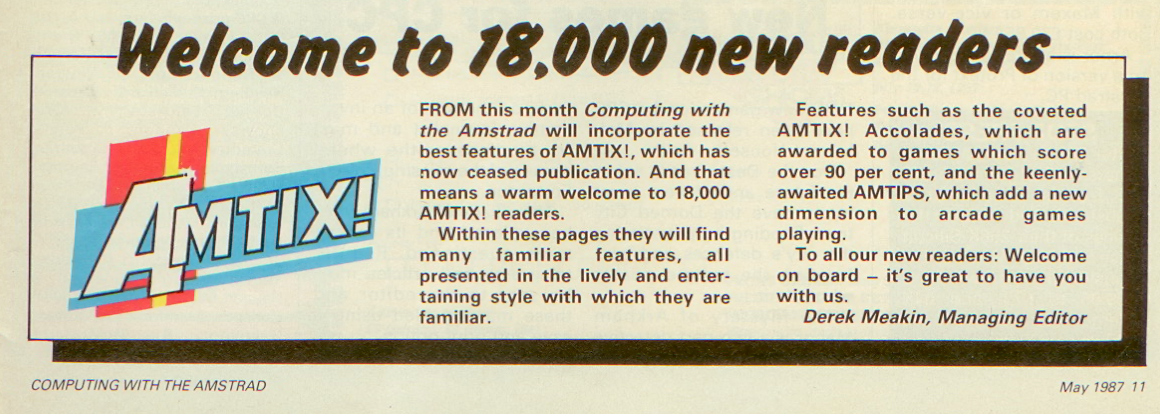 Welcome to 18,000 new readers
AMTIX!
FROM this month Computing with
the Amstrad will incorporate the
best features of AMTIX!, which has
now ceased publication. And that
means a warm welcome to 18,000
AMTIX! readers.
Within these pages they will find
many familiar features, all
presented in the lively and enter-
taining style with which they are
familiar.
Features such as the coveted
AMTIX! Accolades, which are
awarded to games which score
over 90 per cent, and the keenly-
awaited AMTIPS, which add a new
dimension to arcade games
playing.
To all our new readers: Welcome
on board – it's great to have you
with us.
Derek Meakin, Managing Editor
COMPUTING WITH THE AMSTRAD
May 1987 11